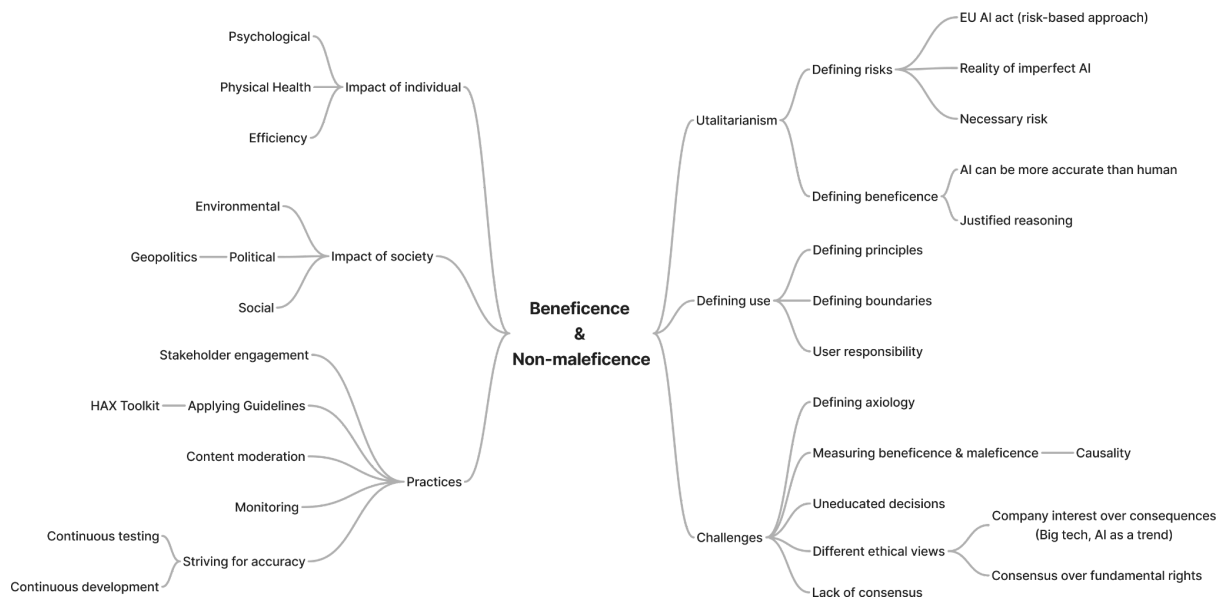 Beneficence
&
Non-maleficence
Impact of individual
Psychological
Physical Health
Efficiency
Impact of society
Environmental
Political
Geopolitics
Social
Practices
Stakeholder engagement
Applying Guidelines
HAX Toolkit
Content moderation
Monitoring
Striving for accuracy
Continuous testing
Continuous development
Utalitarianism
Defining risks
EU AI act (risk-based approach)
Reality of imperfect AI
Necessary risk
Defining beneficence
AI can be more accurate than human
Justified reasoning
Defining use
Defining principles
Defining boundaries
User responsibility
Challenges
Defining axiology
Measuring beneficence & maleficence
Causality
Uneducated decisions
Different ethical views
Company interest over consequences
(Big tech, AI as a trend)
Consensus over fundamental rights
Lack of consensus